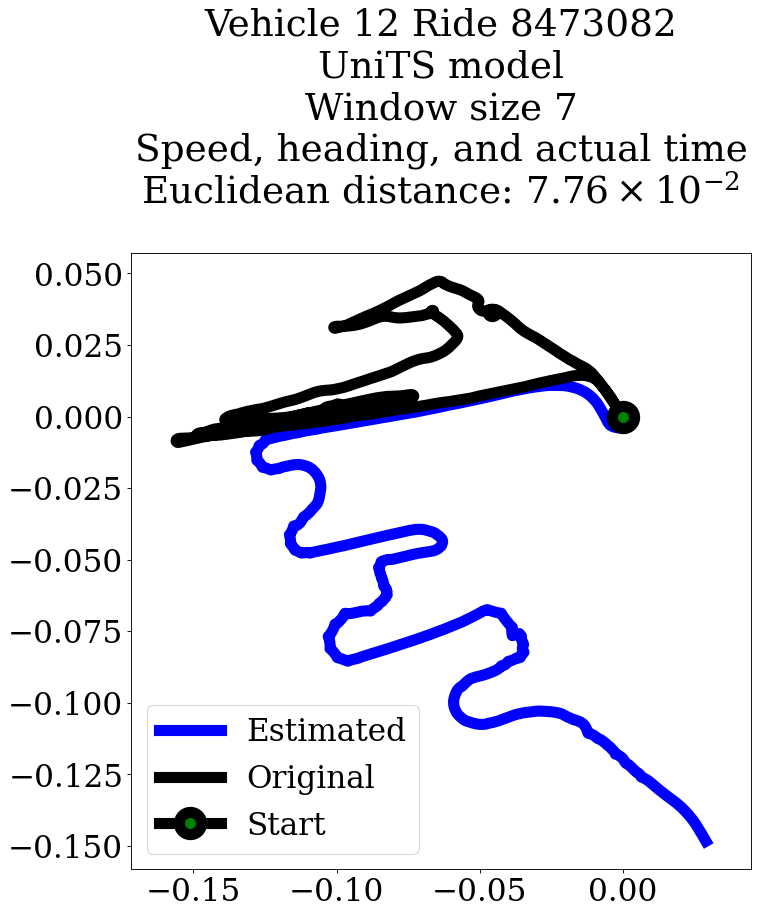 Vehicle 12 Ride 8473082
UniTS model
Window size 7
Speed, heading, and actual time
Euclidean distance: 7.76 × 10⁻²
0.050
0.025
0.000
−0.025
−0.050
−0.075
−0.100
−0.125
−0.150
Estimated
Original
Start
−0.15 −0.10 −0.05 0.00